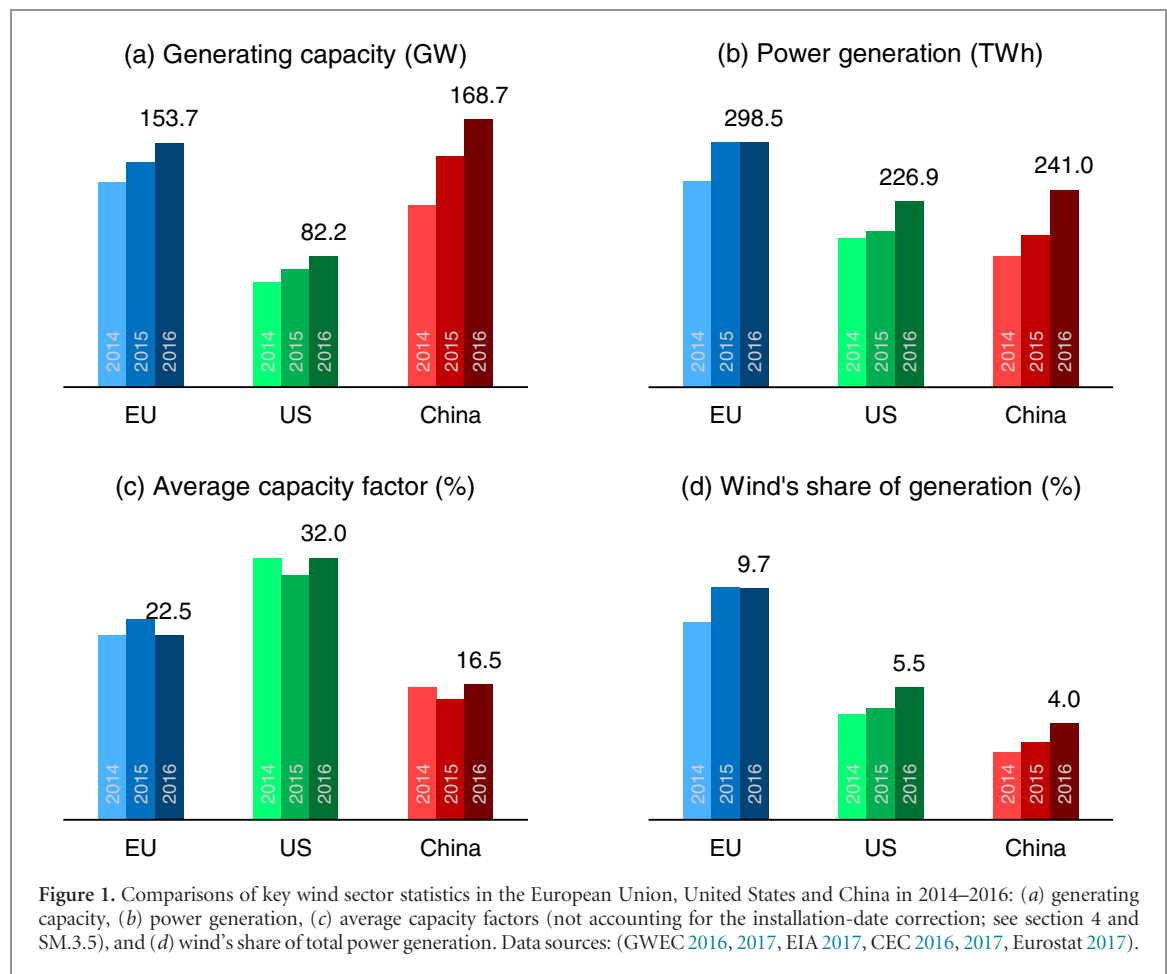 (a) Generating capacity (GW)
153.7
82.2
168.7
2014
2015
2016
2014
2015
2016
2014
2015
2016
EU
US
China
(b) Power generation (TWh)
298.5
226.9
241.0
2014
2015
2016
2014
2015
2016
2014
2015
2016
EU
US
China
(c) Average capacity factor (%)
22.5
32.0
16.5
2014
2015
2016
2014
2015
2016
2014
2015
2016
EU
US
China
(d) Wind's share of generation (%)
9.7
5.5
4.0
2014
2015
2016
2014
2015
2016
2014
2015
2016
EU
US
China
Figure 1. Comparisons of key wind sector statistics in the European Union, United States and China in 2014–2016: (a) generating
capacity, (b) power generation, (c) average capacity factors (not accounting for the installation-date correction; see section 4 and
SM.3.5), and (d) wind's share of total power generation. Data sources: (GWEC 2016, 2017, EIA 2017, CEC 2016, 2017, Eurostat 2017).